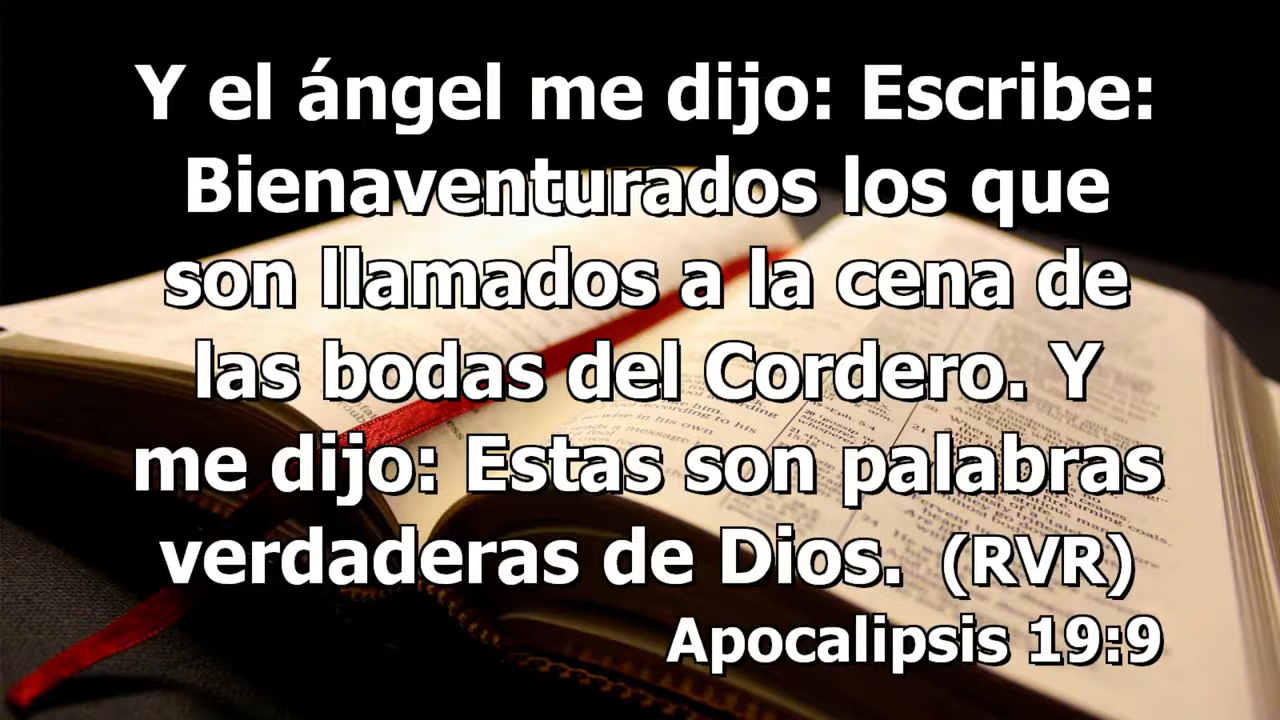 Y el ángel me dijo: Escribe:
Bienaventurados los que
son llamados a la cena de
las bodas del Cordero. Y
me dijo: Estas son palabras
verdaderas de Dios. (RVR)
Apocalipsis 19:9